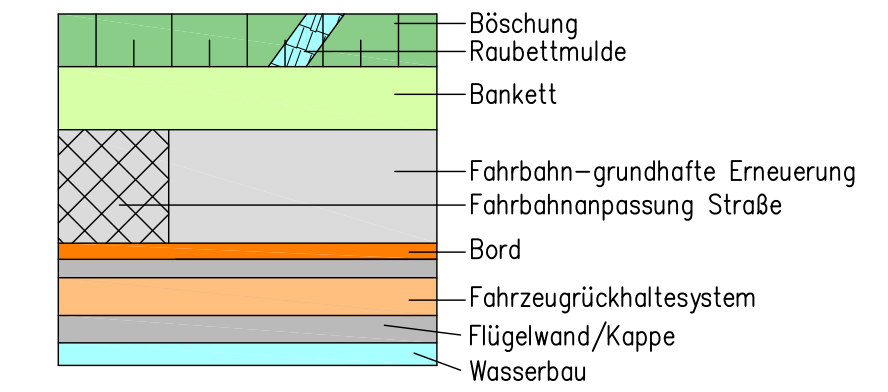 Böschung
Raubettmulde
Bankett
Fahrbahn-grundhafte Erneuerung
Fahrbahnanpassung Straße
Bord
Fahrzeugrückhaltesystem
Flügelwand/Kappe
Wasserbau